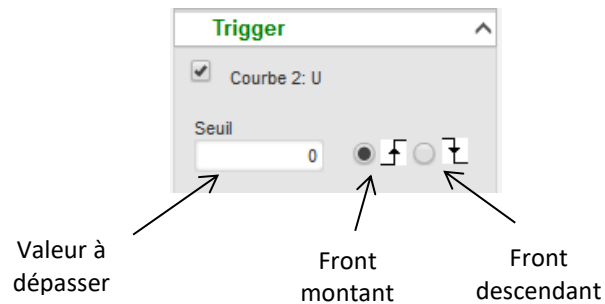 Trigger
Courbe 2: U
Seuil
0
Valeur à
dépasser
Front
montant
Front
descendant